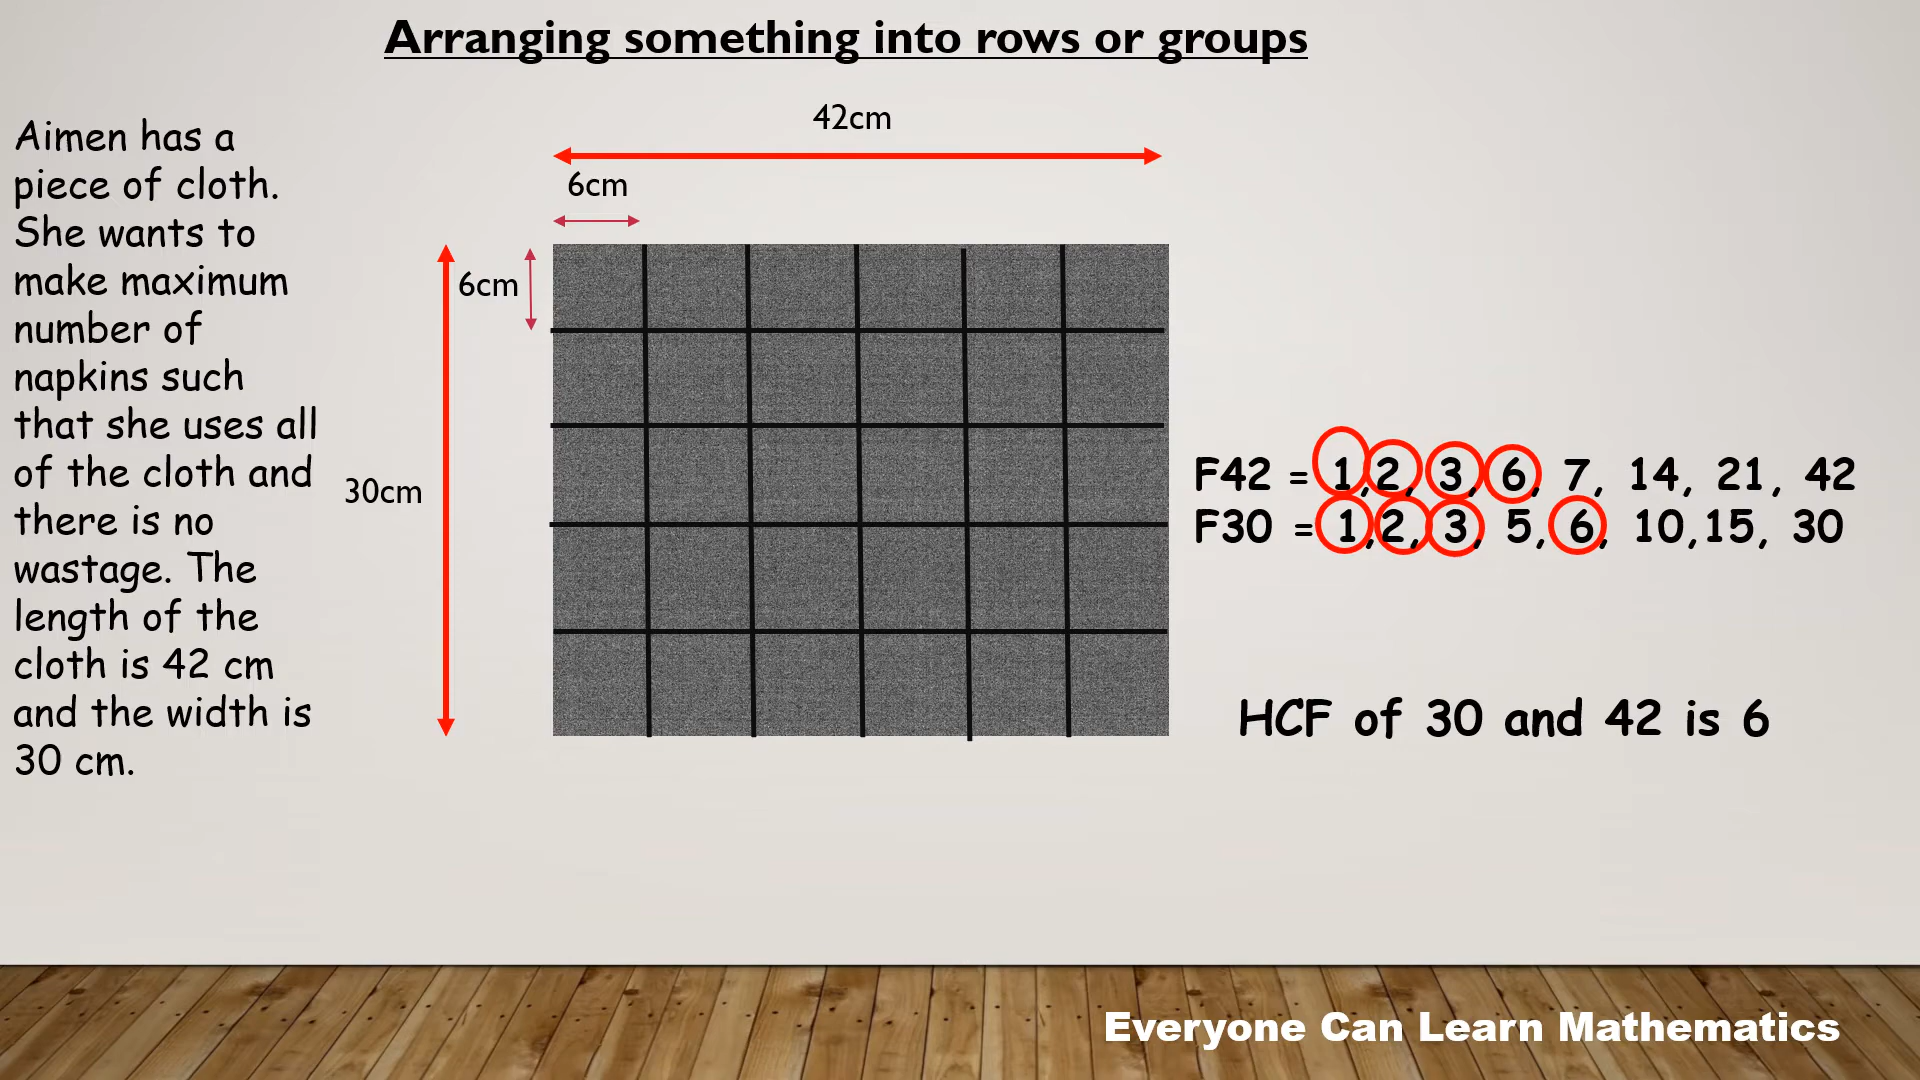 Arranging something into rows or groups
Aimen has a
piece of cloth.
She wants to
make maximum
number of
napkins such
that she uses all
of the cloth and
there is no
wastage. The
length of the
cloth is 42 cm
and the width is
30 cm.
42cm
6cm
6cm
30cm
F42 = 1,2, 3, 6, 7, 14, 21, 42
F30 = 1,2, 3, 5, 6, 10,15, 30
HCF of 30 and 42 is 6
Everyone Can Learn Mathematics